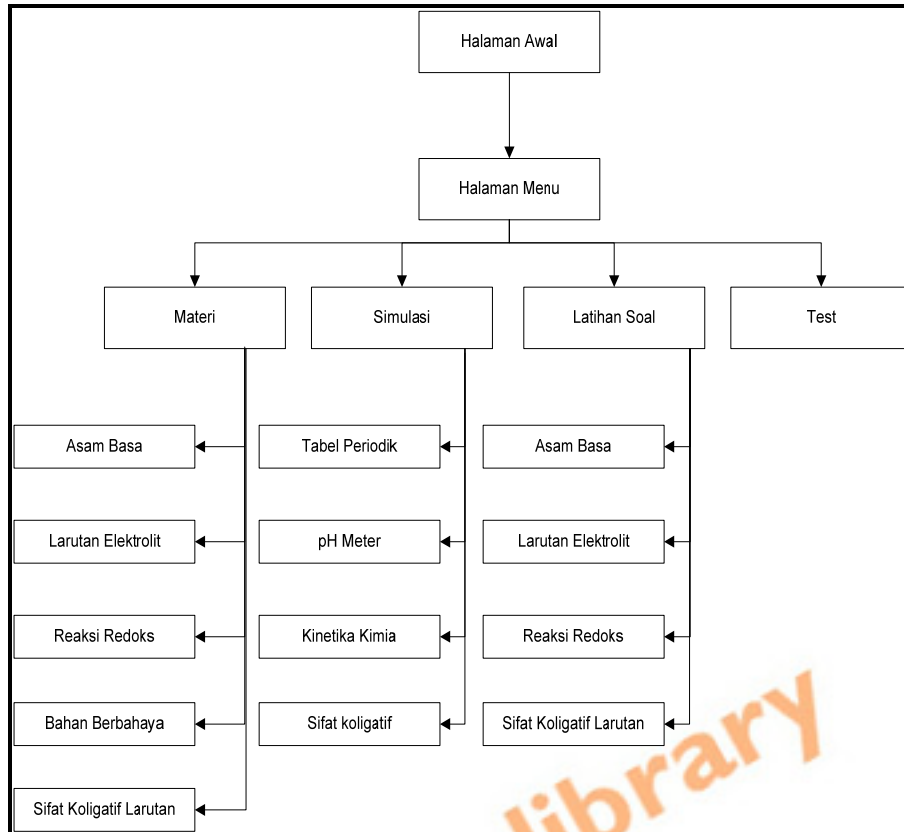 Halaman Awal
Halaman Menu
Materi
Simulasi
Latihan Soal
Test
Asam Basa
Tabel Periodik
Asam Basa
Larutan Elektrolit
pH Meter
Larutan Elektrolit
Reaksi Redoks
Kinetika Kimia
Reaksi Redoks
Bahan Berbahaya
Sifat koligatif
Sifat Koligatif Larutan
Sifat Koligatif Larutan
library